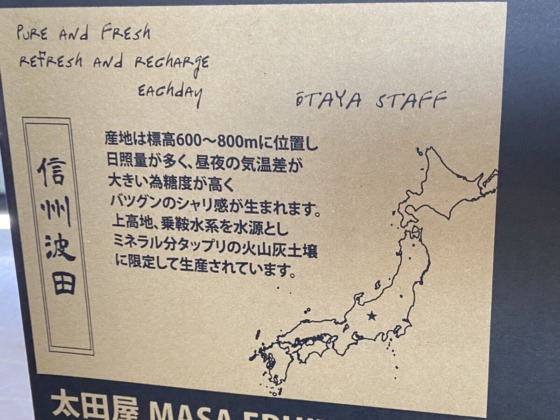 PURE AND FRESH
REFRESH AND RECHARGE
EACHDAY
ŌTAYA STAFF
信州波田
産地は標高600〜800mに位置し
日照量が多く、昼夜の気温差が
大きい為糖度が高く
バツグンのシャリ感が生まれます。
上高地、乗鞍水系を水源とし
ミネラル分タップリの火山灰土壌
に限定して生産されています。
太田屋 MASA